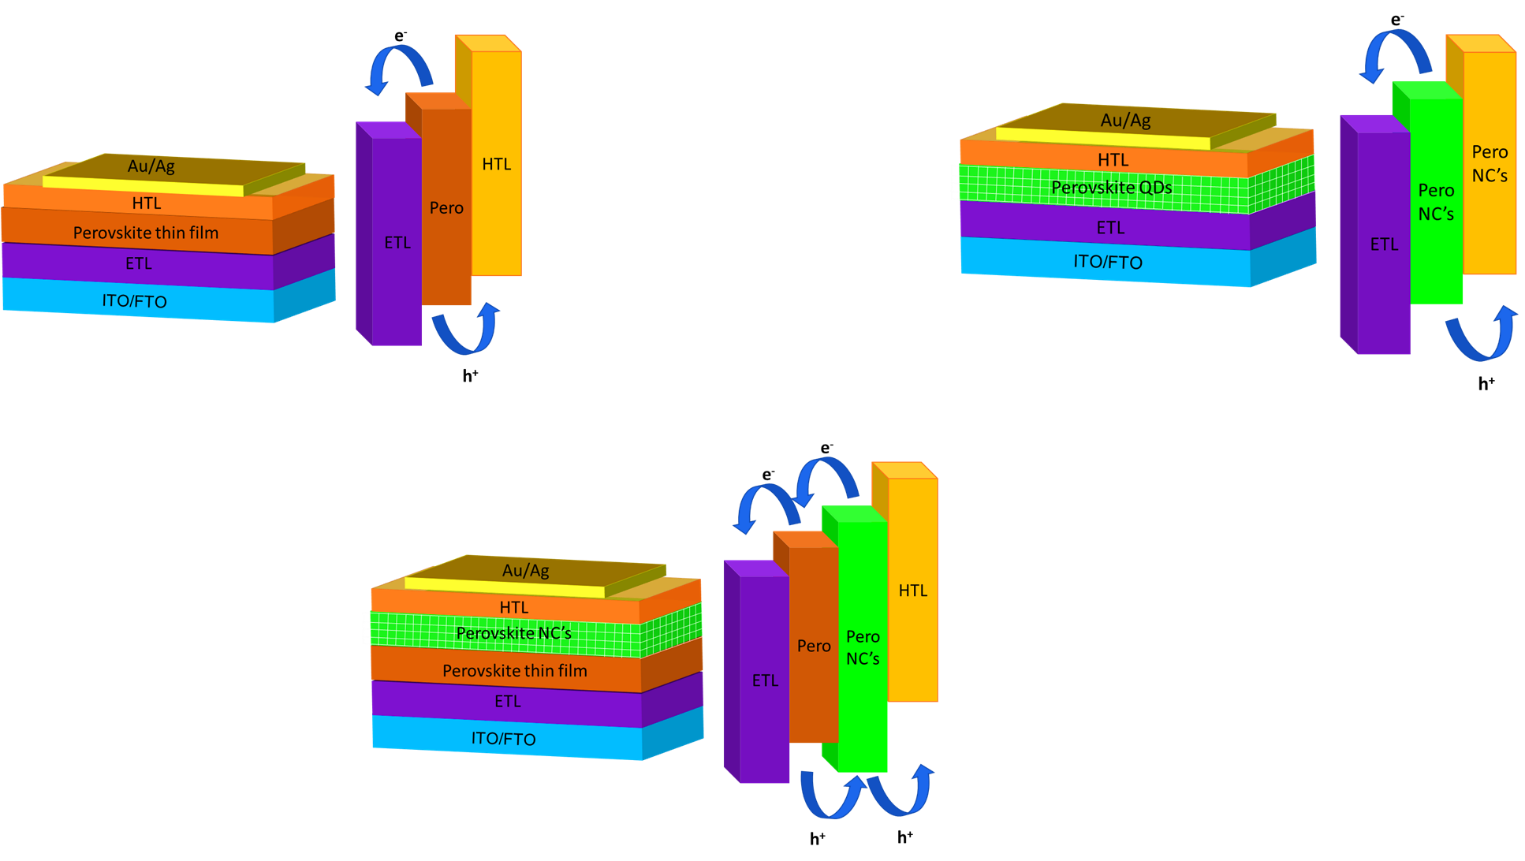 e-
Au/Ag
HTL
Perovskite thin film
ETL
ITO/FTO
HTL
Pero
ETL
h+
e-
Au/Ag
HTL
Perovskite QDs
ETL
ITO/FTO
Pero
NC's
Pero
NC's
ETL
h+
e-
e-
Au/Ag
HTL
Perovskite NC's
Perovskite thin film
ETL
ITO/FTO
HTL
Pero
NC's
Pero
ETL
h+
h+